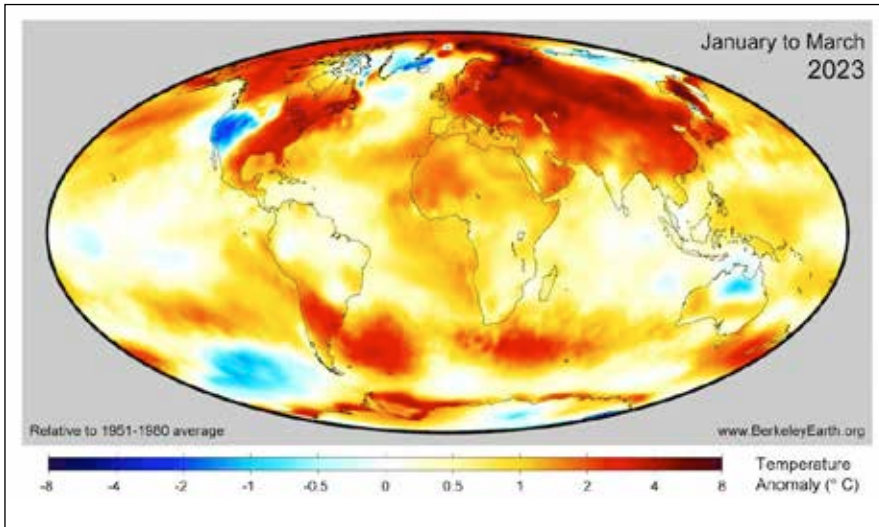 January to March
2023
Relative to 1951-1980 average
www.BerkeleyEarth.org
-8 -4 -2 -1 -0.5 0 0.5 1 2 4 8
Temperature
Anomaly (° C)